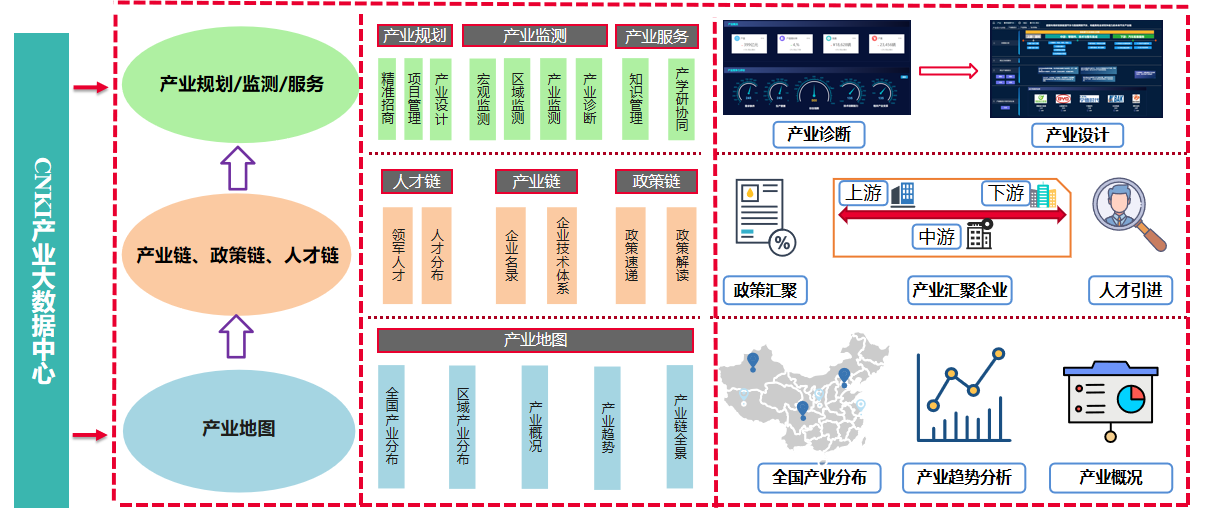 CNKI产业大数据中心
产业规划/监测/服务
产业链、政策链、人才链
产业地图
产业规划
产业监测
产业服务
精准招商
项目管理
产业设计
宏观监测
区域监测
产业监测
产业诊断
知识管理
产学研协同
产业诊断
产业设计
人才链
产业链
政策链
领军人才
人才分布
企业名录
企业技术体系
政策速递
政策解读
上游
下游
中游
%
政策汇聚
产业汇聚企业
人才引进
产业地图
全国产业分布
区域产业分布
产业概况
产业趋势
产业链全景
全国产业分布
产业趋势分析
产业概况